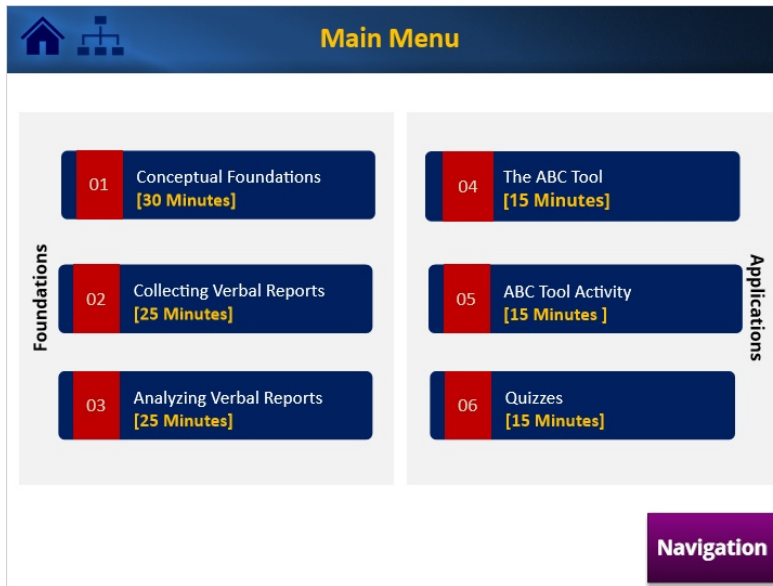 Main Menu
Foundations
01
Conceptual Foundations
[30 Minutes]
02
Collecting Verbal Reports
[25 Minutes]
03
Analyzing Verbal Reports
[25 Minutes]
04
The ABC Tool
[15 Minutes]
05
ABC Tool Activity
[15 Minutes ]
06
Quizzes
[15 Minutes]
Applications
Navigation